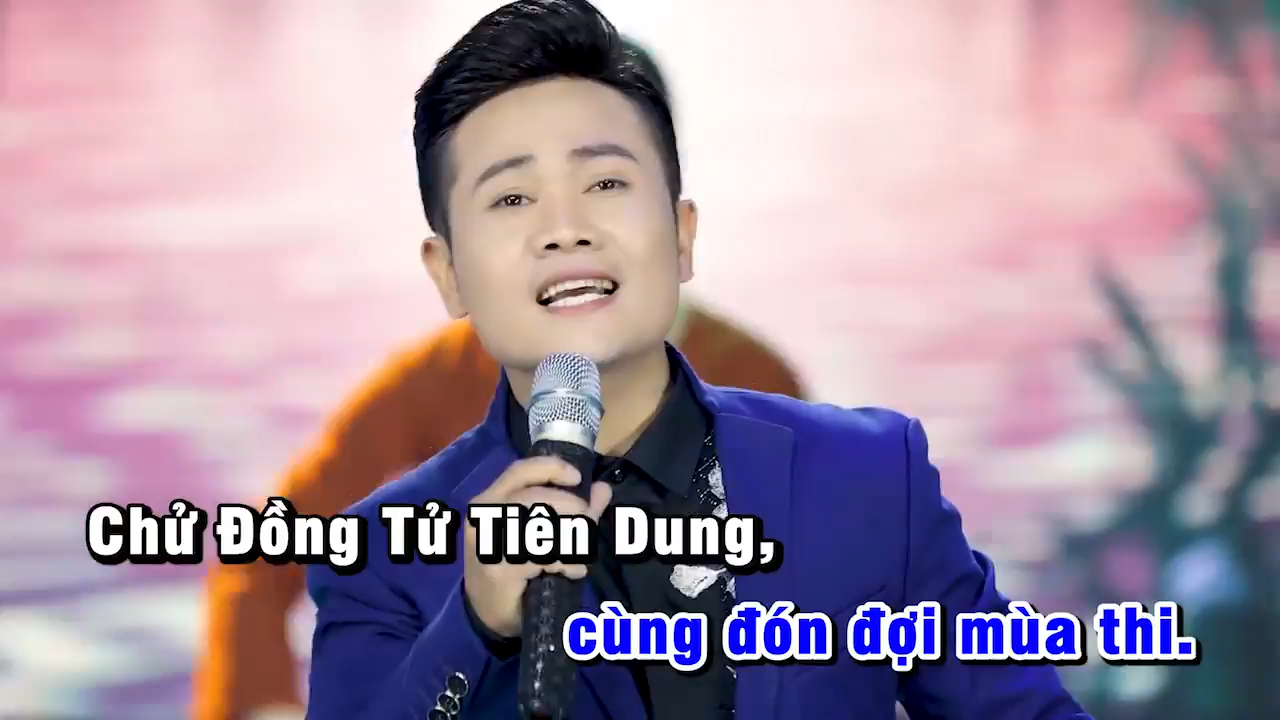 Chử Đồng Tử Tiên Dung,
cùng đón đợi mùa thi.